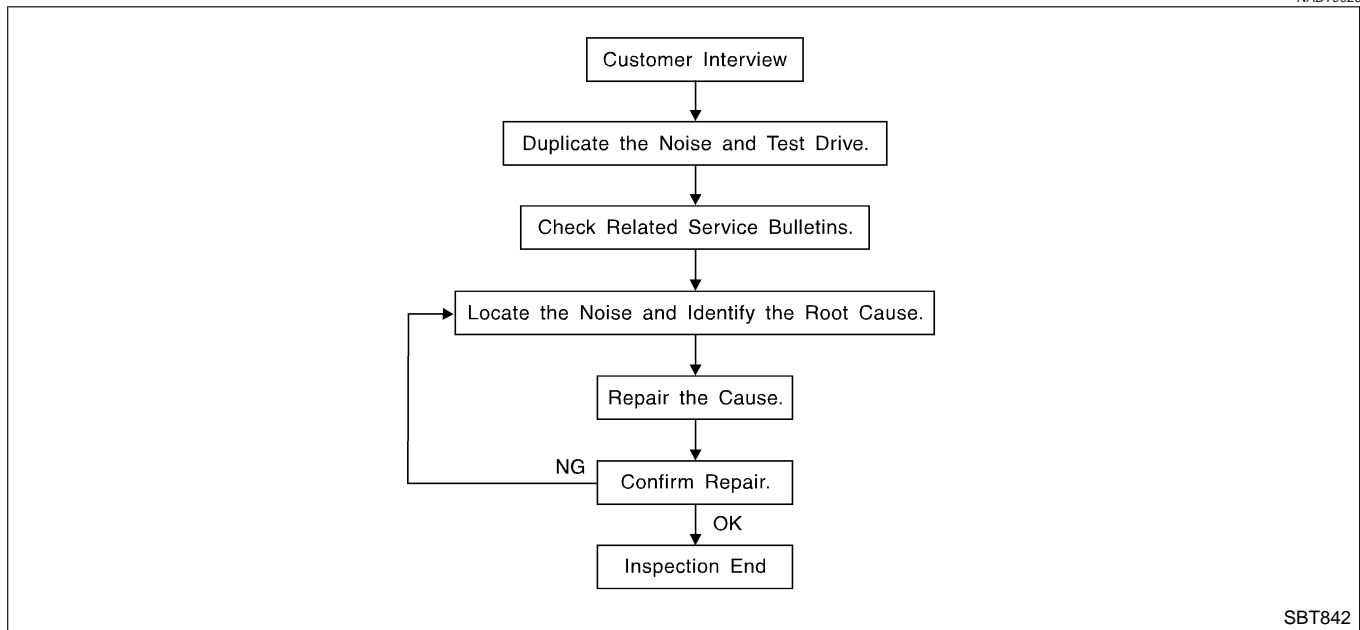 Customer Interview
Duplicate the Noise and Test Drive.
Check Related Service Bulletins.
Locate the Noise and Identify the Root Cause.
Repair the Cause.
NG
Confirm Repair.
OK
Inspection End
SBT842